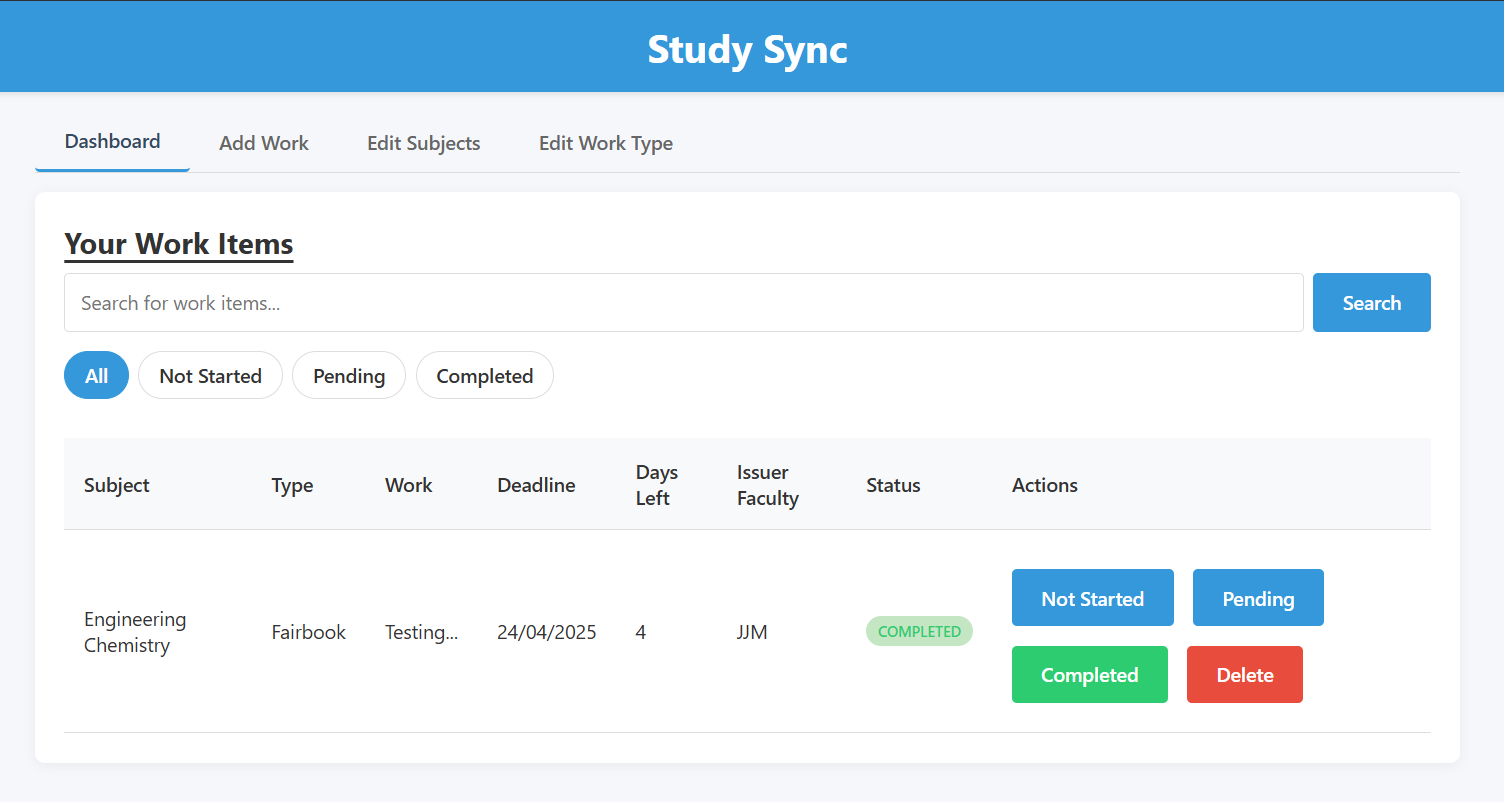 Study Sync
Dashboard Add Work Edit Subjects Edit Work Type
Your Work Items
Search for work items... Search
All Not Started Pending Completed
Subject Type Work Deadline Days Left Issuer Faculty Status Actions
Engineering Chemistry Fairbook Testing... 24/04/2025 4 JJM COMPLETED Not Started Pending
Completed Delete